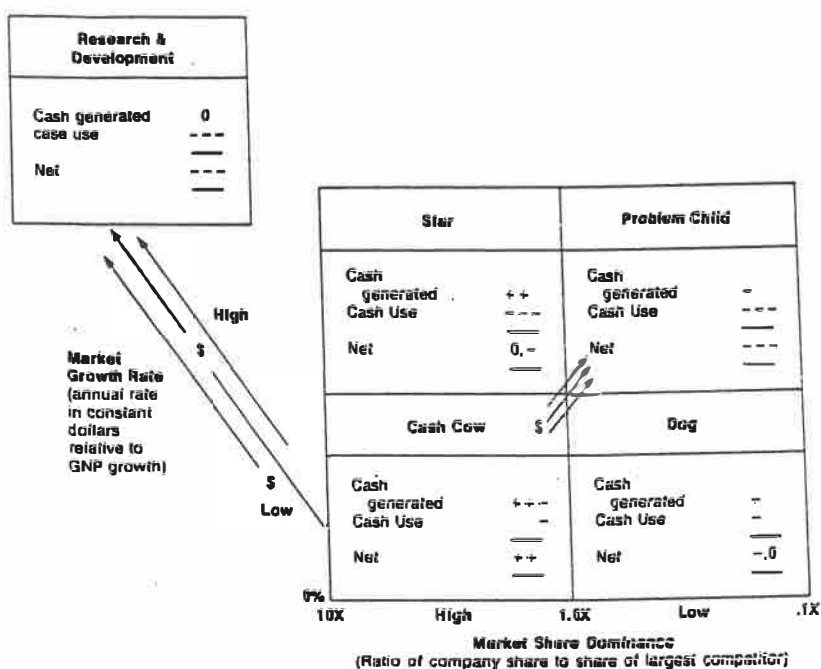 Research &
Development
Cash generated 0
case use ---
Net ---
Star
Cash
generated ++
Cash Use ---
Net 0,-
Problem Child
Cash
generated -
Cash Use ---
Net ---
High
$
Market
Growth Rate
(annual rate
in constant
dollars
relative to
GNP growth)
$
Low
Cash Cow $
Cash
generated
Cash Use -
Net ++
Dog
Cash
generated -
Cash Use -
Net -,0
0%
10X High 1.0X Low .1X
Market Share Dominance
(Ratio of company share to share of largest competitor)